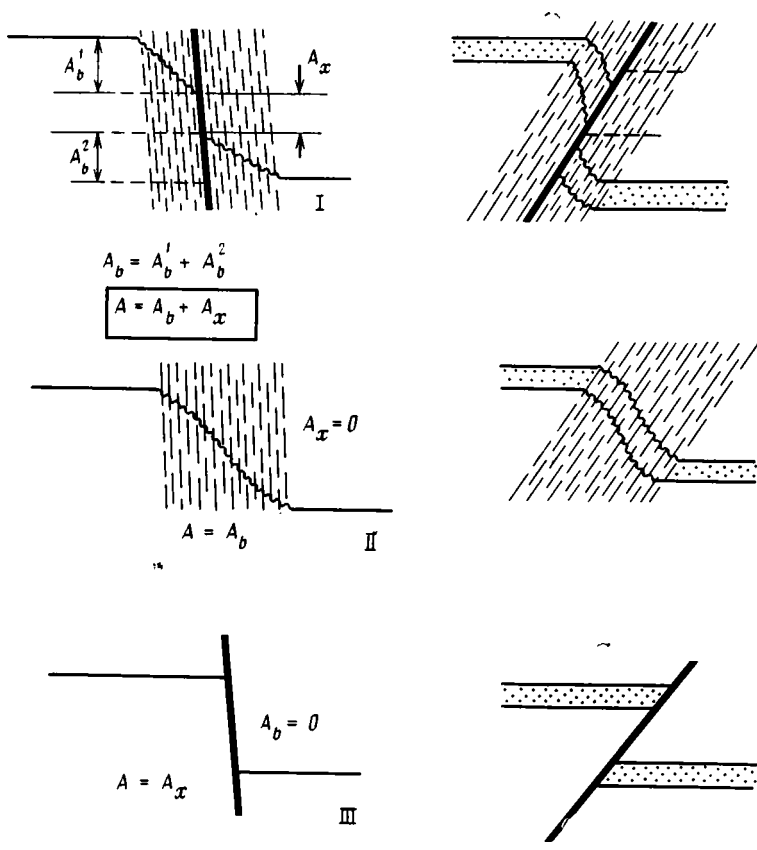 A_b^1
A_x
A_b^2
I
A_b = A_b^1 + A_b^2
A = A_b + A_x
A_x = 0
A = A_b
II
A_b = 0
A = A_x
III